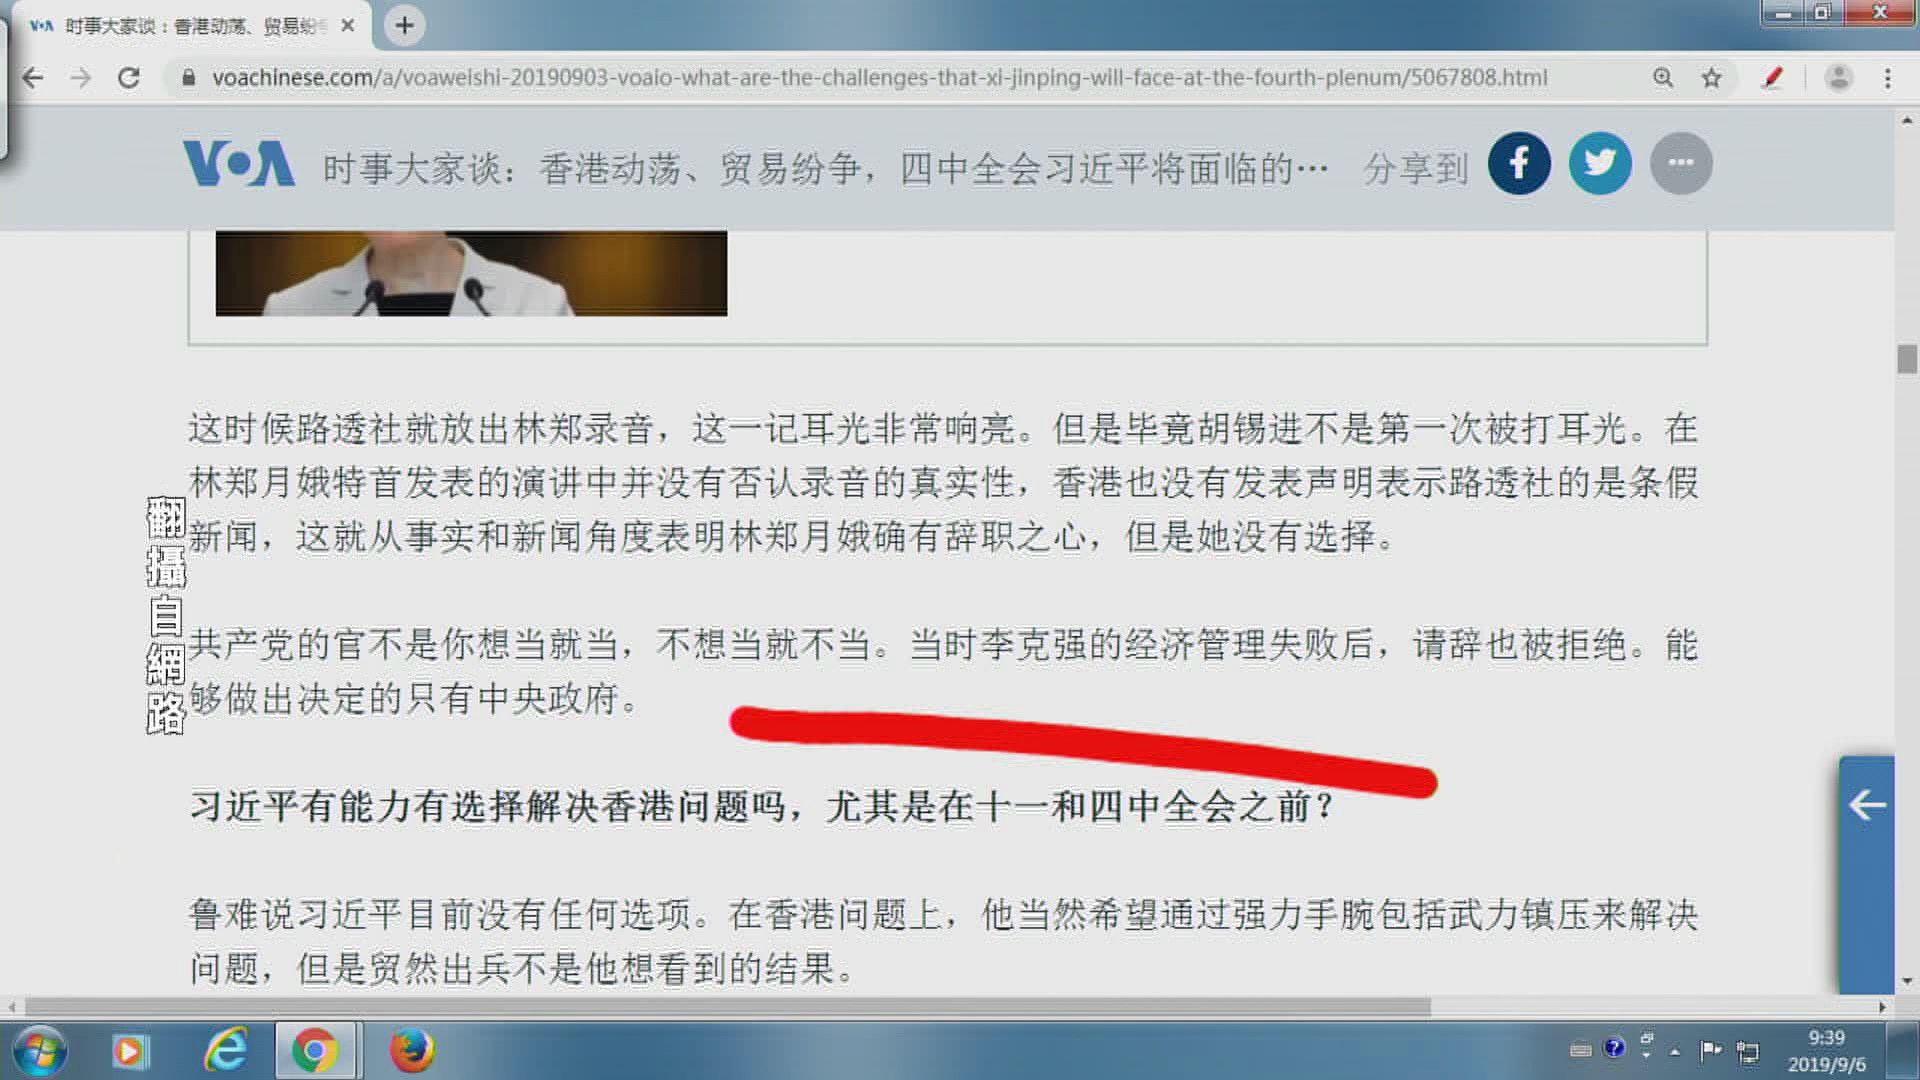 VOA 时事大家谈：香港动荡、贸易纷
voachinese.com/a/voaweishi-20190903-voaio-what-are-the-challenges-that-xi-jinping-will-face-at-the-fourth-plenum/5067808.html
VOA 时事大家谈：香港动荡、贸易纷争，四中全会习近平将面临的… 分享到
这时候路透社就放出林郑录音，这一记耳光非常响亮。但是毕竟胡锡进不是第一次被打耳光。在
林郑月娥特首发表的演讲中并没有否认录音的真实性，香港也没有发表声明表示路透社的是条假
新闻，这就从事实和新闻角度表明林郑月娥确有辞职之心，但是她没有选择。
翻攝自網路
共产党的官不是你想当就当，不想当就不当。当时李克强的经济管理失败后，请辞也被拒绝。能
够做出决定的只有中央政府。
习近平有能力有选择解决香港问题吗，尤其是在十一和四中全会之前？
鲁难说习近平目前没有任何选项。在香港问题上，他当然希望通过强力手腕包括武力镇压来解决
问题，但是贸然出兵不是他想看到的结果。
9:39
2019/9/6